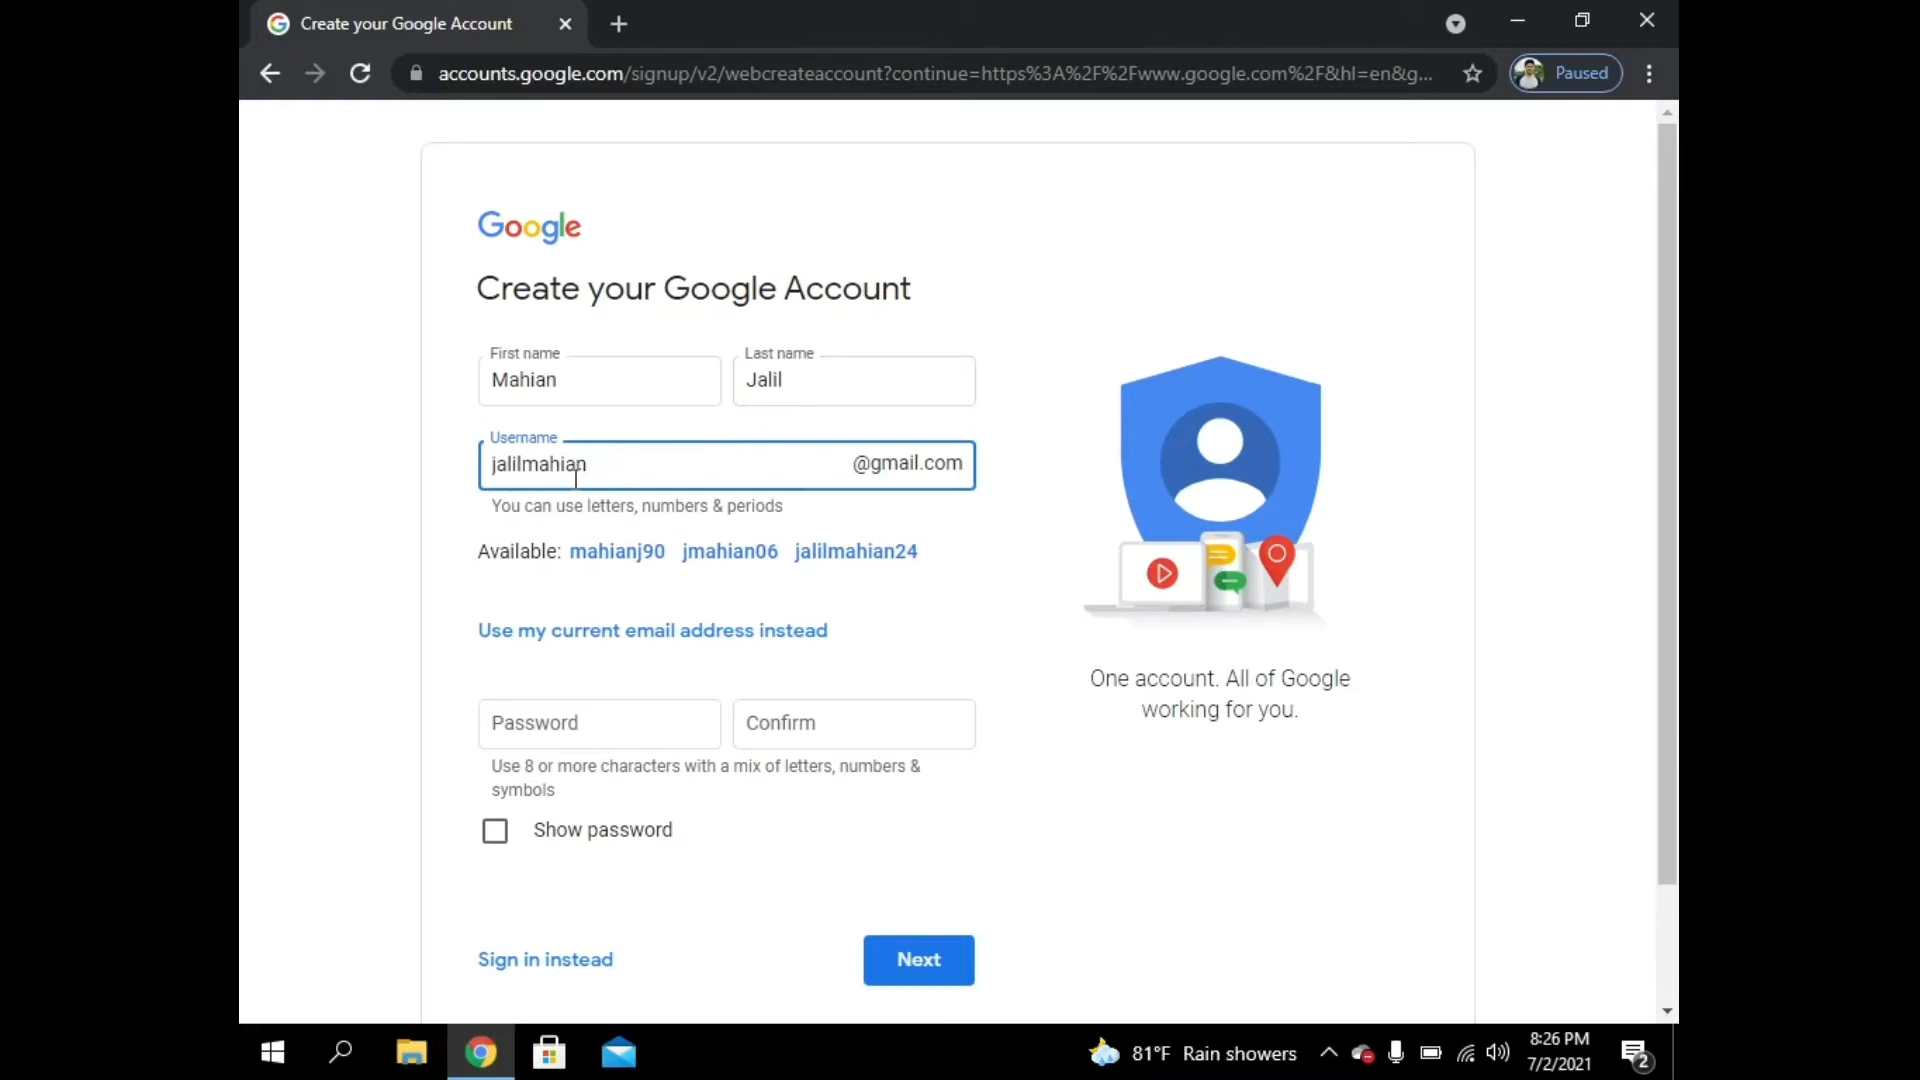 Create your Google Account
accounts.google.com/signup/v2/webcreateaccount?continue=https%3A%2F%2Fwww.google.com%2F&hl=en&g...
Paused
Google
Create your Google Account
First name
Last name
Mahian
Jalil
Username
jalilmahian
@gmail.com
You can use letters, numbers & periods
Available: mahianj90 jmahian06 jalilmahian24
Use my current email address instead
One account. All of Google
working for you.
Password
Confirm
Use 8 or more characters with a mix of letters, numbers &
symbols
Show password
Sign in instead
Next
81°F Rain showers
8:26 PM
7/2/2021
2